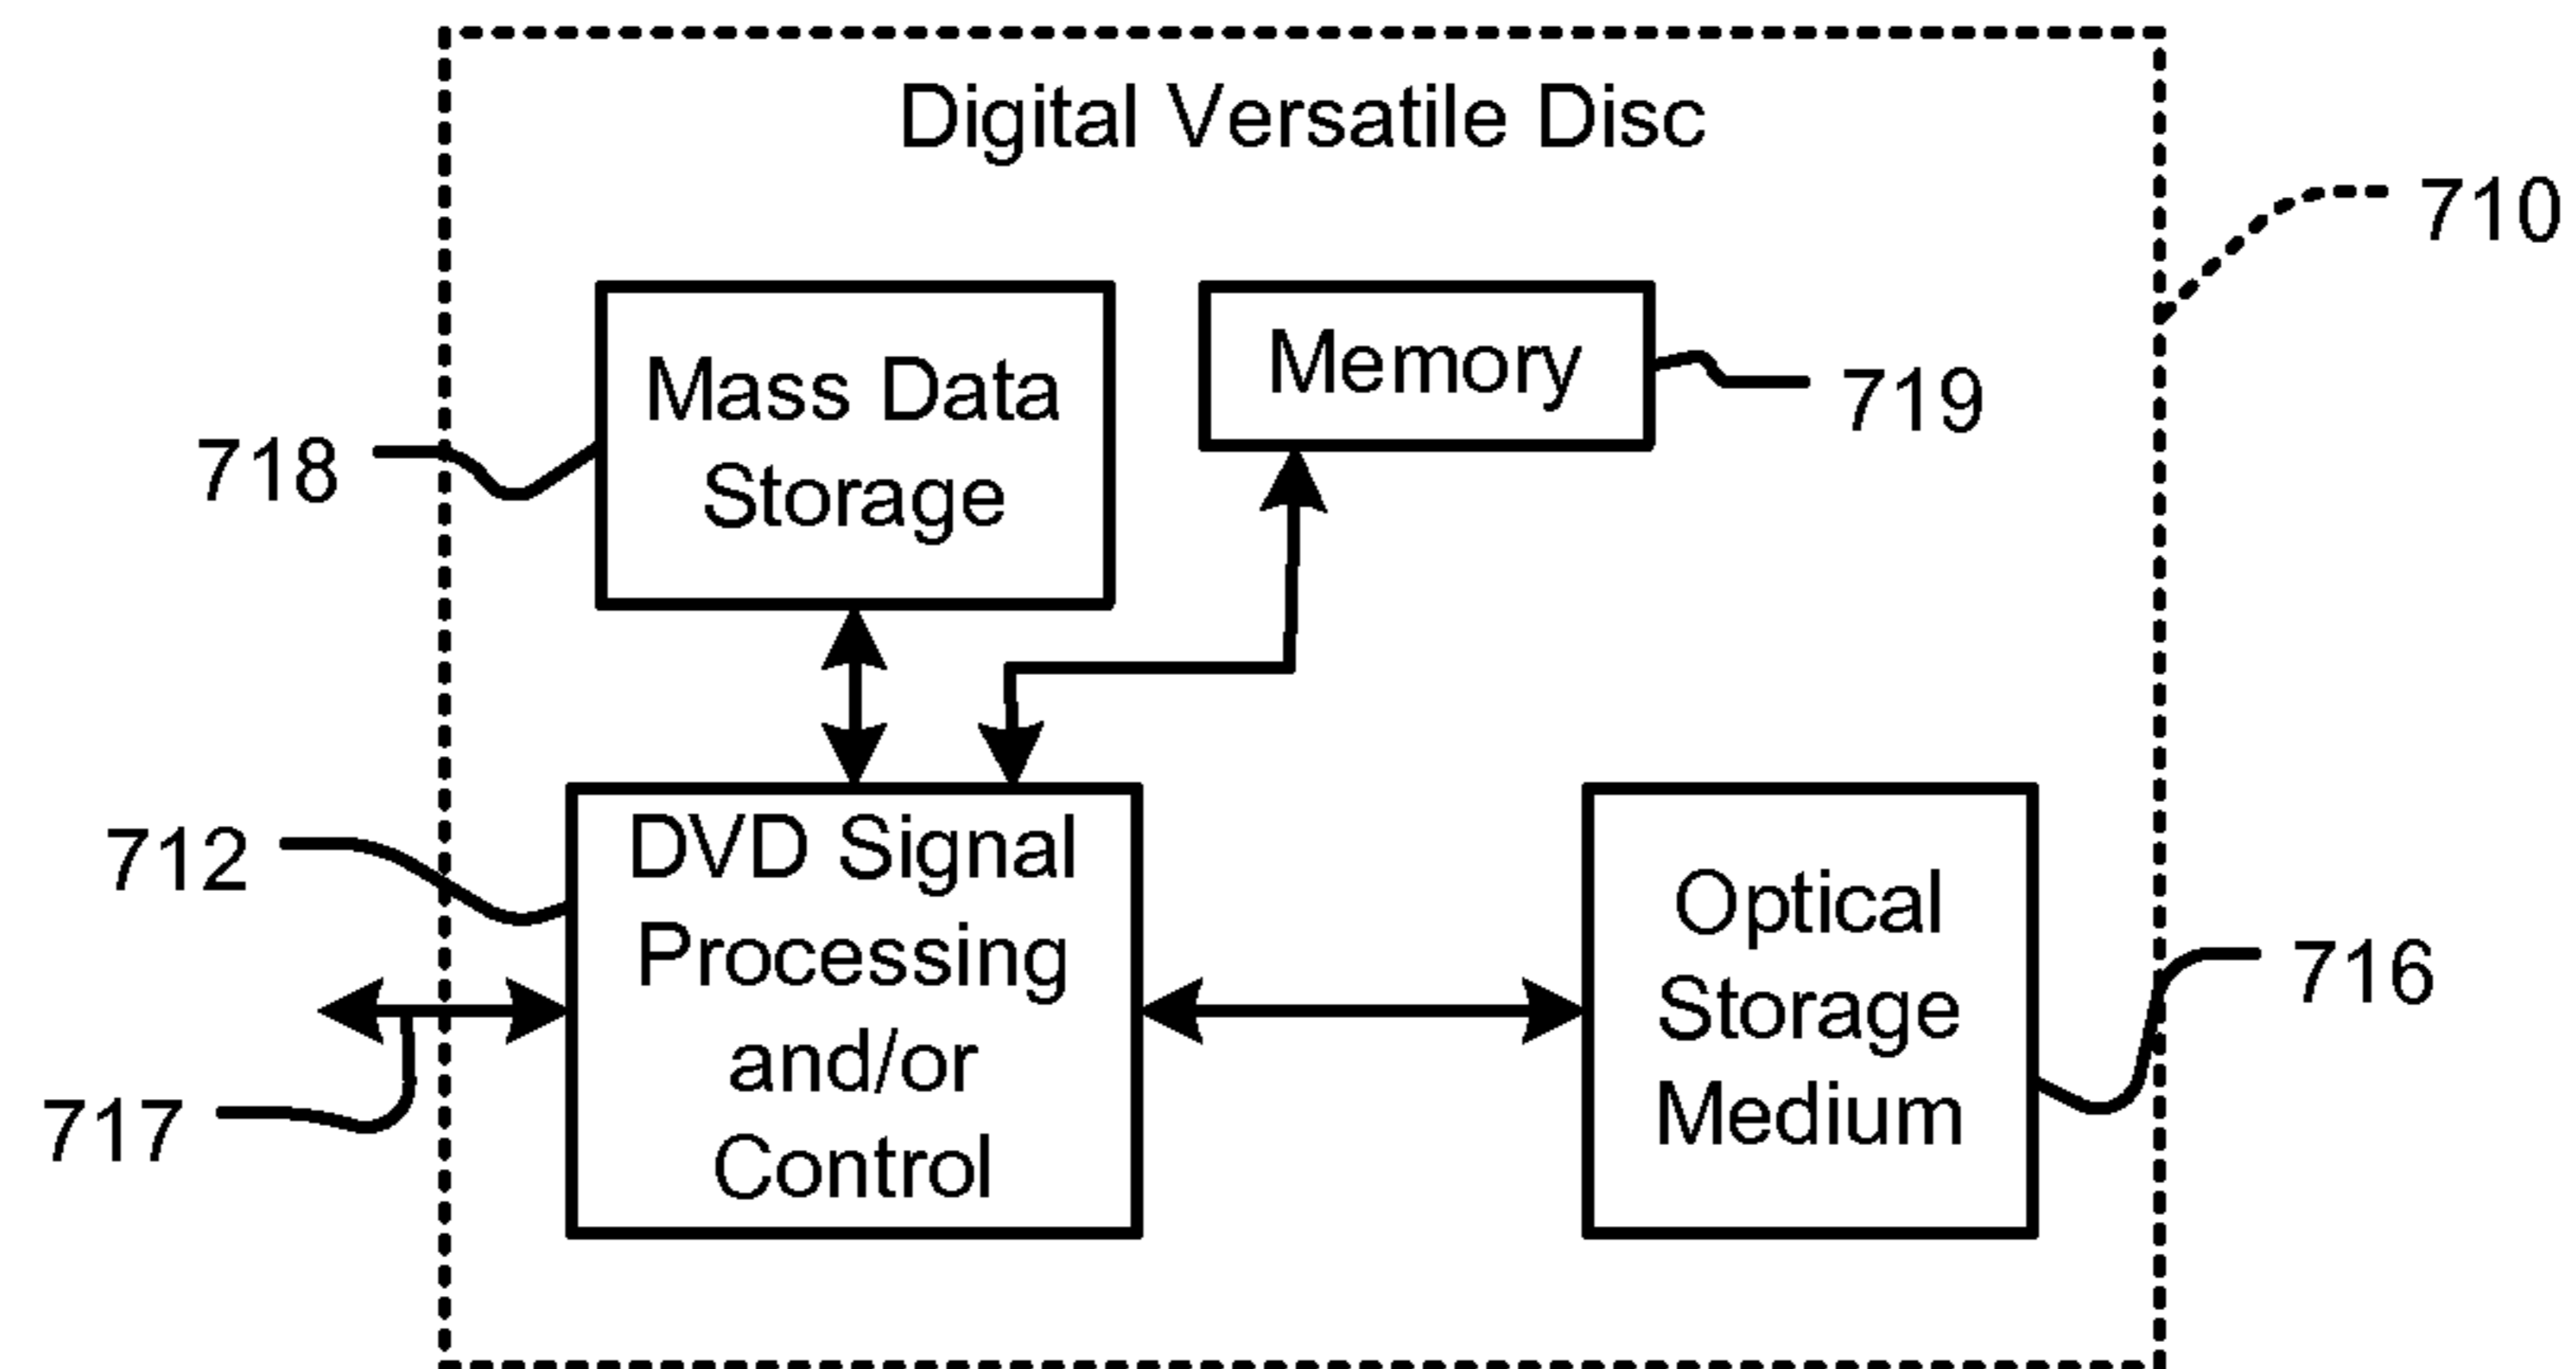 Digital Versatile Disc
710
Mass Data
Storage
718
Memory
719
DVD Signal
Processing
and/or
Control
712
Optical
Storage
Medium
716
717